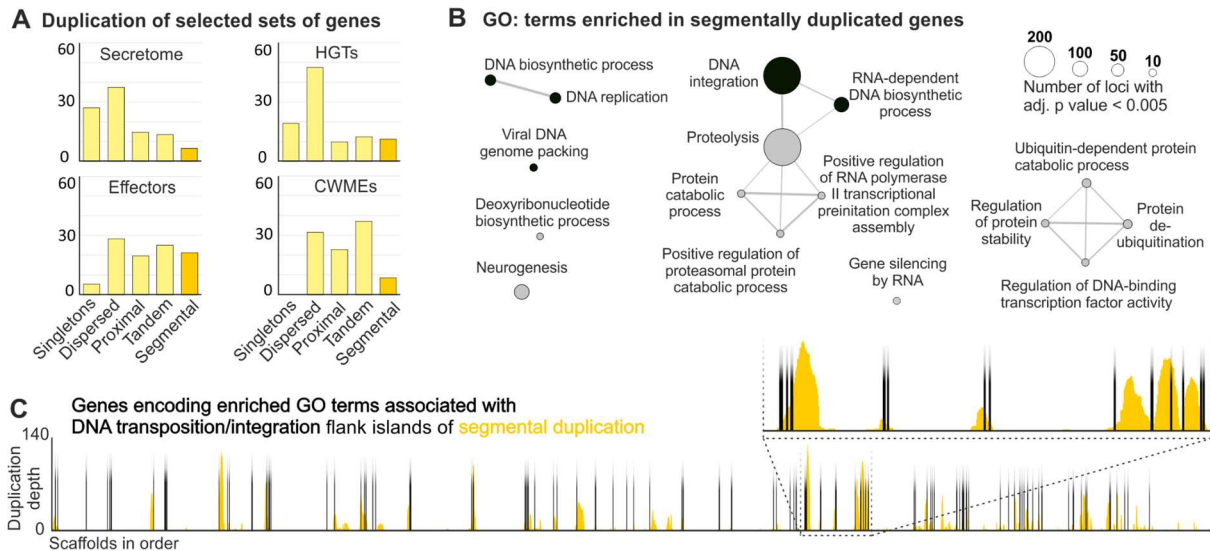 A Duplication of selected sets of genes
60
30
0
Secretome
60
30
0
HGTs
60
30
0
Effectors
Singletons
Dispersed
Proximal
Tandem
Segmental
60
30
0
CWMEs
Singletons
Dispersed
Proximal
Tandem
Segmental
B GO: terms enriched in segmentally duplicated genes
DNA biosynthetic process
DNA replication
Viral DNA
genome packing
Deoxyribonucleotide
biosynthetic process
Neurogenesis
DNA
integration
RNA-dependent
DNA biosynthetic
process
Proteolysis
Protein
catabolic
process
Positive regulation
of RNA polymerase
II transcriptional
preinitation complex
assembly
Positive regulation of
proteasomal protein
catabolic process
Gene silencing
by RNA
200
100
50
10
Number of loci with
adj. p value < 0.005
Ubiquitin-dependent protein
catabolic process
Regulation
of protein
stability
Protein
de-
ubiquitination
Regulation of DNA-binding
transcription factor activity
C Genes encoding enriched GO terms associated with
DNA transposition/integration flank islands of segmental duplication
140
0
Duplication
depth
Scaffolds in order